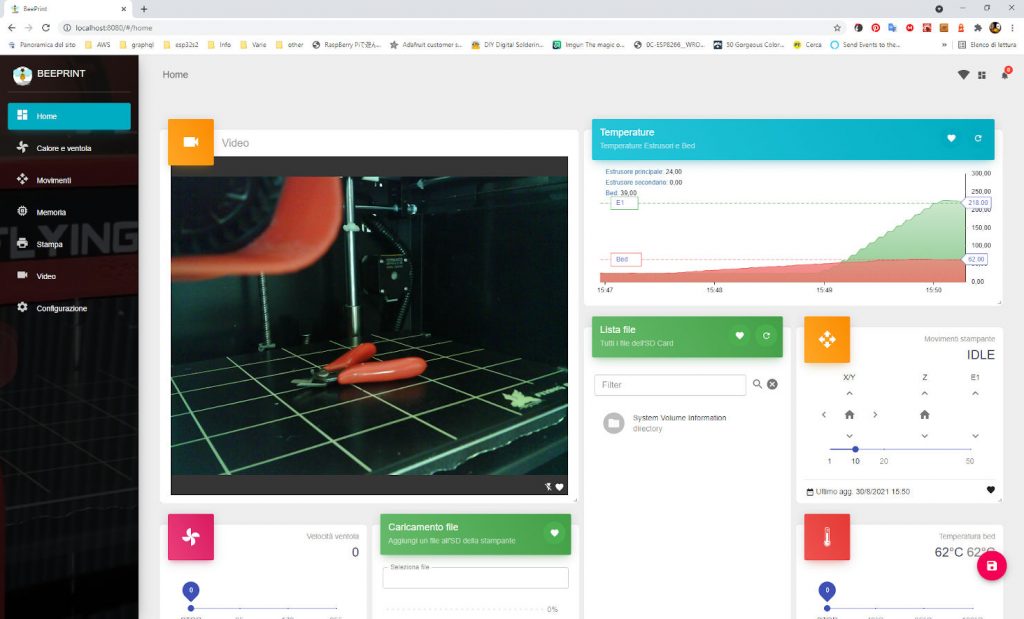 BeePrint
localhost:8080/#/home
Panoramica del sito
AWS
graphql
esp32s2
Info
Varie
other
RaspBerry Piで遊ん...
Adafruit customer s...
DIY Digital Solderin...
Imgur: The magic o...
0C-ESP8266__WRO...
30 Gorgeous Color...
Cerca
Send Events to the...
»
Elenco di lettura
BEEPRINT
Home
8
Home
Calore e ventola
Movimenti
Memoria
Stampa
Video
Configurazione
FLYING
Video
Temperature
Temperature Estrusori e Bed
Estrusore principale: 24,00
Estrusore secondario: 0,00
Bed: 39,00
E1
Bed
300,00
250,00
218.00
200,00
150,00
100,00
62.00
0,00
15:47
15:48
15:49
15:50
Lista file
Tutti i file dell'SD Card
Filter
System Volume Information
directory
Movimenti stampante
IDLE
X/Y
Z
E1
1
10
20
50
Ultimo agg. 30/8/2021 15:50
Velocità ventola
0
0
Caricamento file
Aggiungi un file all'SD della stampante
Seleziona file
0%
Temperatura bed
62°C 62°C
0